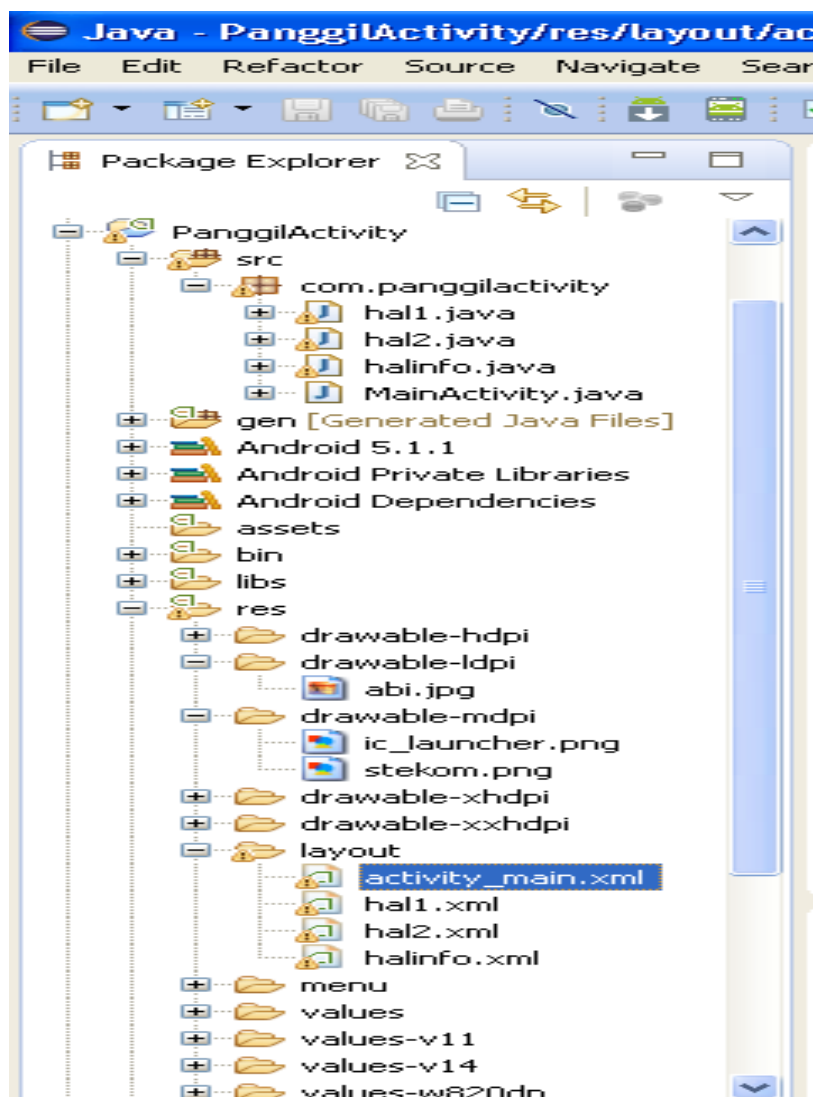 Java - PanggilActivity/res/layout/ac
File Edit Refactor Source Navigate Sear
Package Explorer
PanggilActivity
src
com.panggilactivity
hal1.java
hal2.java
halinfo.java
MainActivity.java
gen [Generated Java Files]
Android 5.1.1
Android Private Libraries
Android Dependencies
assets
bin
libs
res
drawable-hdpi
drawable-ldpi
abi.jpg
drawable-mdpi
ic_launcher.png
stekom.png
drawable-xhdpi
drawable-xxhdpi
layout
activity_main.xml
hal1.xml
hal2.xml
halinfo.xml
menu
values
values-v11
values-v14
values-w820dp